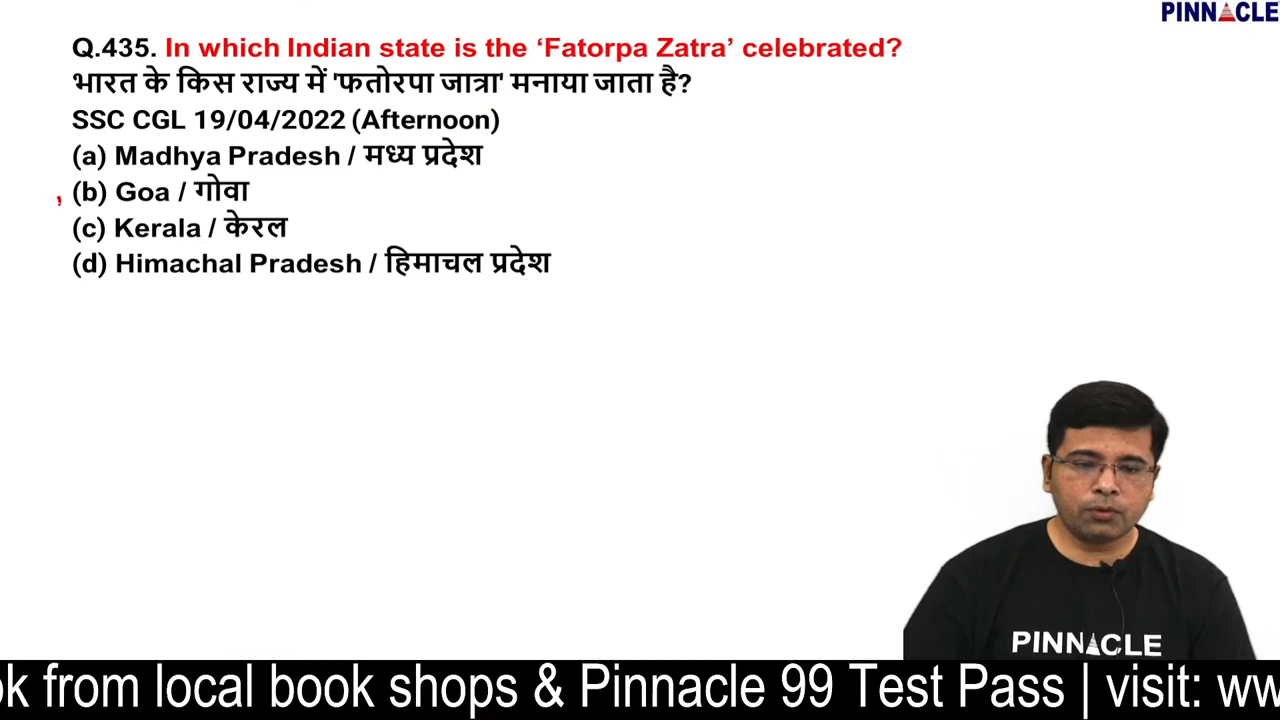 PINNACLE
Q.435. In which Indian state is the ‘Fatorpa Zatra’ celebrated?
भारत के किस राज्य में 'फतोरपा जात्रा' मनाया जाता है?
SSC CGL 19/04/2022 (Afternoon)
(a) Madhya Pradesh / मध्य प्रदेश
(b) Goa / गोवा
(c) Kerala / केरल
(d) Himachal Pradesh / हिमाचल प्रदेश
PINNACLE
from local book shops & Pinnacle 99 Test Pass | visit: